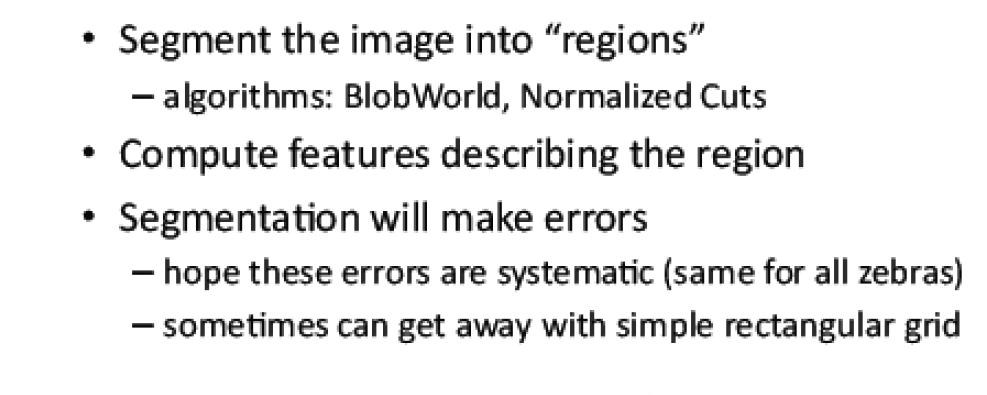 • Segment the image into “regions”
– algorithms: BlobWorld, Normalized Cuts
• Compute features describing the region
• Segmentation will make errors
– hope these errors are systematic (same for all zebras)
– sometimes can get away with simple rectangular grid